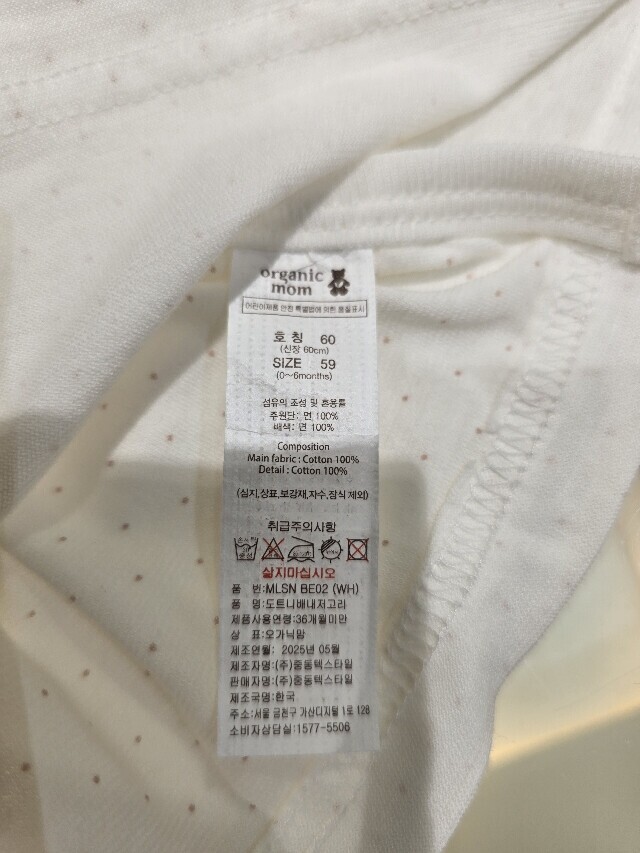 organic
mom
어린이제품 안전 특별법에 의한 품질표시
호 칭 60
(신장 60cm)
SIZE 59
(0~6months)
섬유의 조성 및 혼용률
주원단: 면 100%
배색: 면 100%
Composition
Main fabric : Cotton 100%
Detail : Cotton 100%
(심지,상표,보강재,자수,장식 제외)
취급주의사항
삶지마십시오
품 번:MLSN BE02 (WH)
품 명:도트니배내저고리
제품사용연령:36개월미만
상 표:오가닉맘
제조연월: 2025년 05월
제조자명:(주)중동텍스타일
판매자명:(주)중동텍스타일
제조국명:한국
주소:서울 금천구 가산디지털 1로 128
소비자상담실:1577-5506